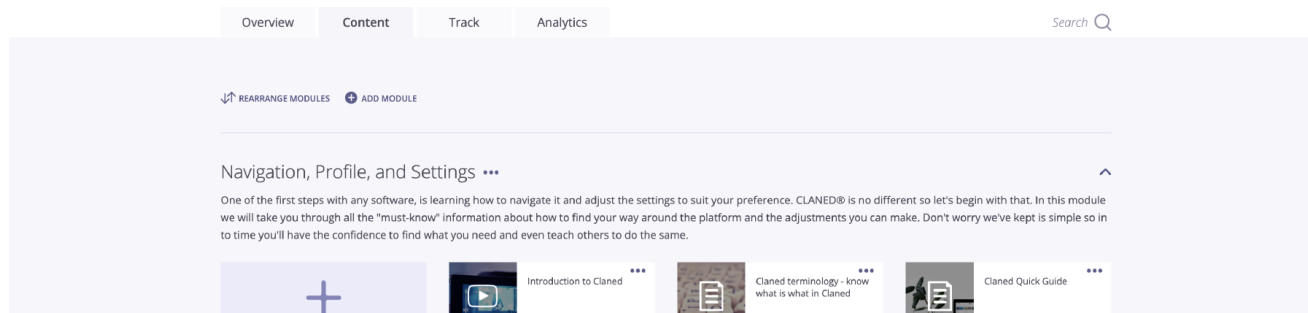 Overview Content Track Analytics Search
REARRANGE MODULES ADD MODULE
Navigation, Profile, and Settings •••
One of the first steps with any software, is learning how to navigate it and adjust the settings to suit your preference. CLANED® is no different so let's begin with that. In this module
we will take you through all the "must-know" information about how to find your way around the platform and the adjustments you can make. Don't worry we've kept is simple so in
to time you'll have the confidence to find what you need and even teach others to do the same.
Introduction to Claned
Claned terminology - know
what is what in Claned
Claned Quick Guide